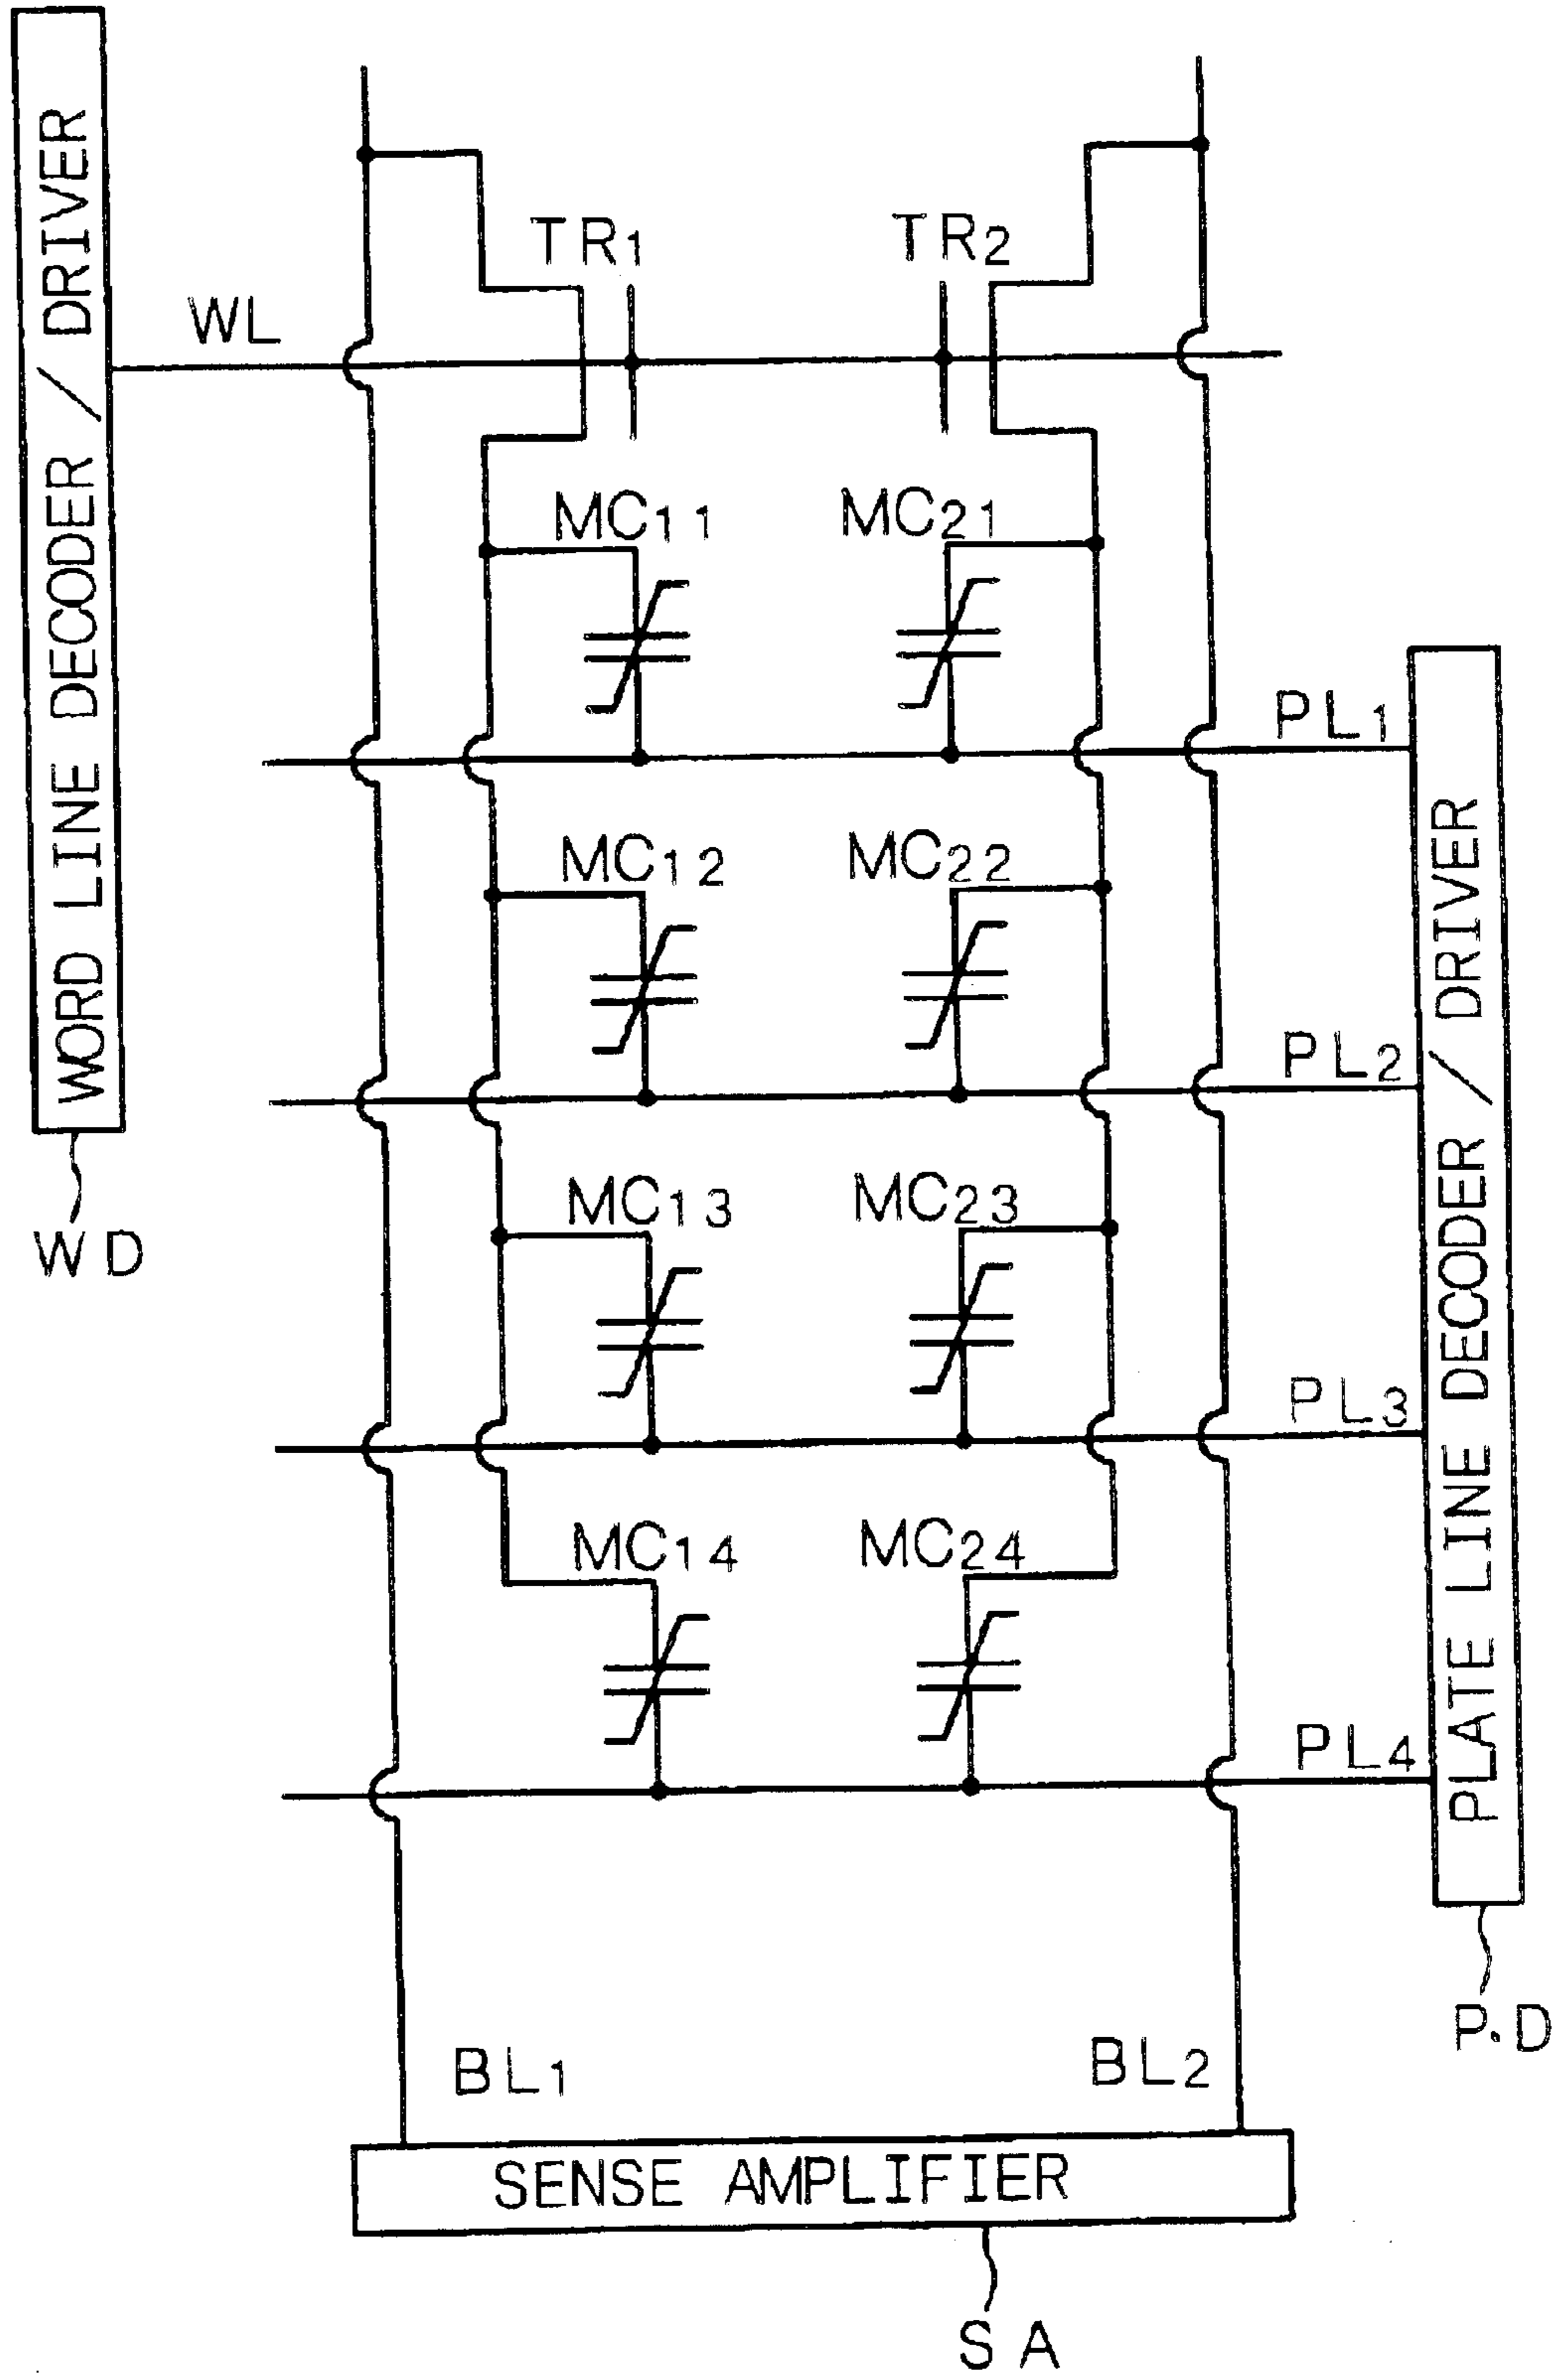 WORD LINE DECODER / DRIVER
WD
WL
TR1
TR2
MC11
MC21
PL1
MC12
MC22
PL2
MC13
MC23
PL3
MC14
MC24
PL4
PLATE LINE DECODER / DRIVER
P.D
BL1
BL2
SENSE AMPLIFIER
SA